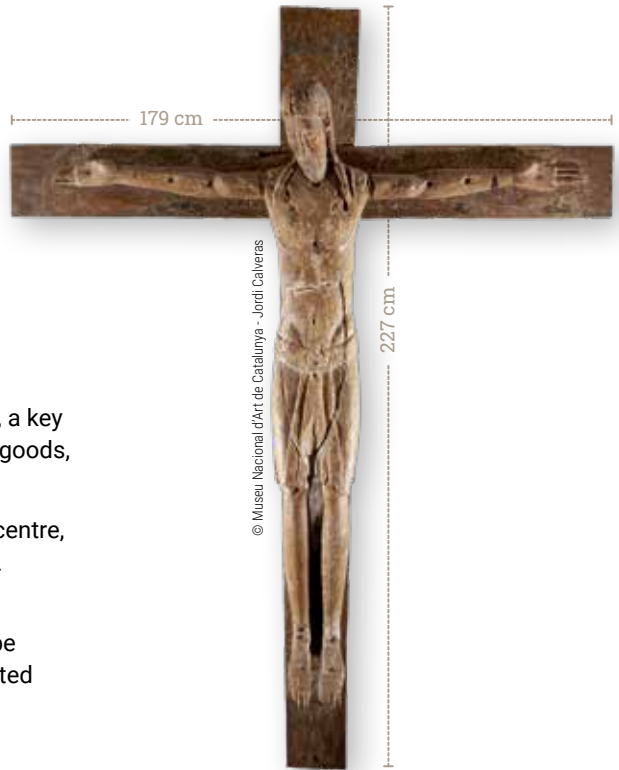 179 cm
227 cm
© Museu Nacional d'Art de Catalunya - Jordi Calveras
, a key
goods,
centre,
.
be
ted